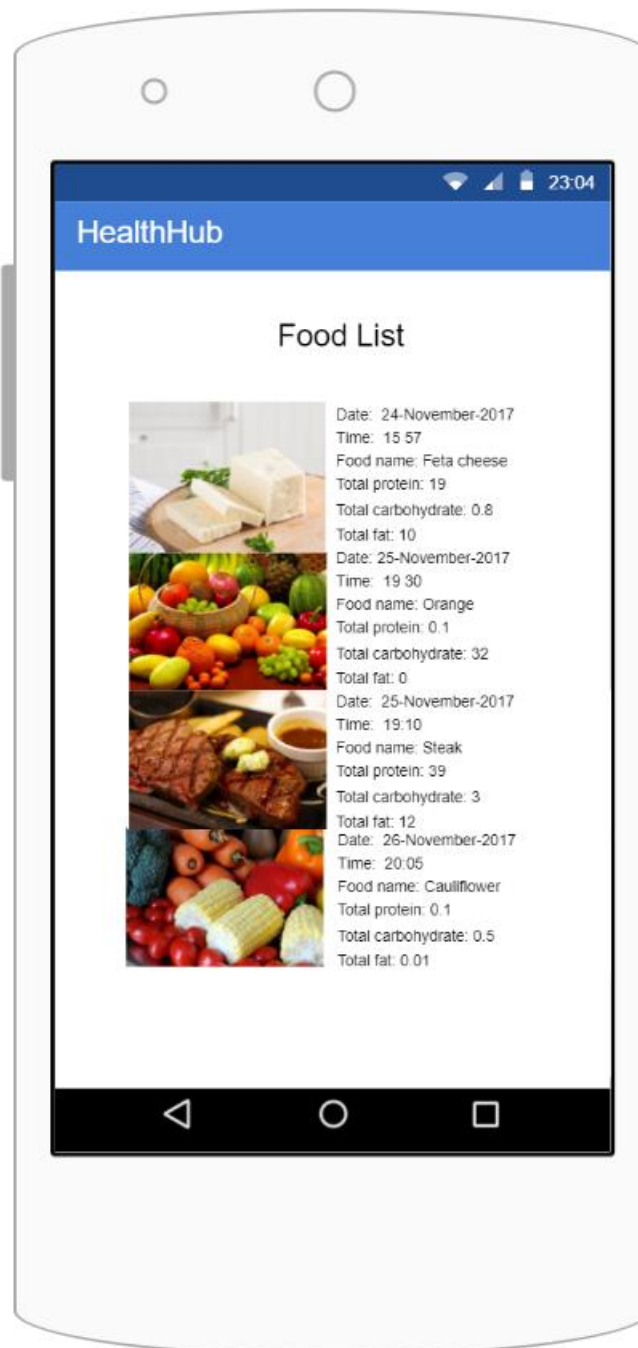 23:04
HealthHub
Food List
Date: 24-November-2017
Time: 15 57
Food name: Feta cheese
Total protein: 19
Total carbohydrate: 0.8
Total fat: 10
Date: 25-November-2017
Time: 19 30
Food name: Orange
Total protein: 0.1
Total carbohydrate: 32
Total fat: 0
Date: 25-November-2017
Time: 19:10
Food name: Steak
Total protein: 39
Total carbohydrate: 3
Total fat: 12
Date: 26-November-2017
Time: 20:05
Food name: Cauliflower
Total protein: 0.1
Total carbohydrate: 0.5
Total fat: 0.01